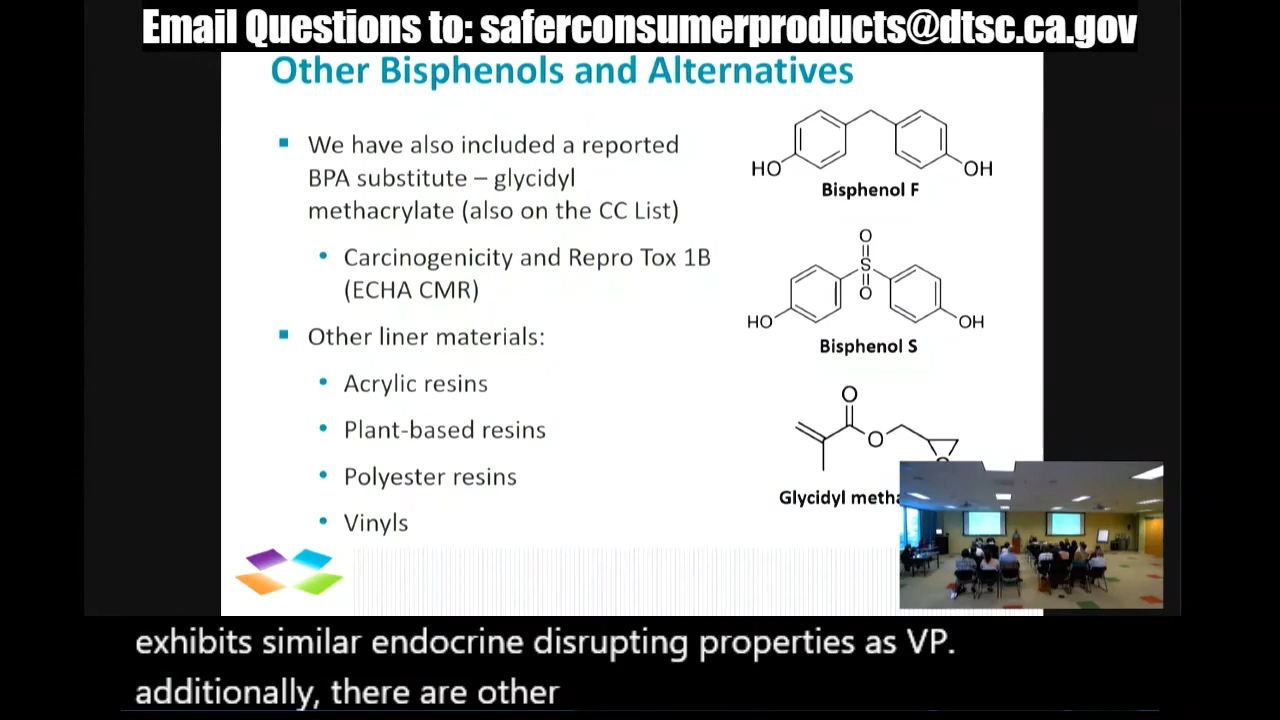 Email Questions to: saferconsumerproducts@dtsc.ca.gov
Other Bisphenols and Alternatives
We have also included a reported
BPA substitute – glycidyl
methacrylate (also on the CC List)
Carcinogenicity and Repro Tox 1B
(ECHA CMR)
Other liner materials:
Acrylic resins
Plant-based resins
Polyester resins
Vinyls
HO
OH
Bisphenol F
O
S
O
HO
OH
Bisphenol S
O
O
Glycidyl metha
exhibits similar endocrine disrupting properties as VP.
additionally, there are other